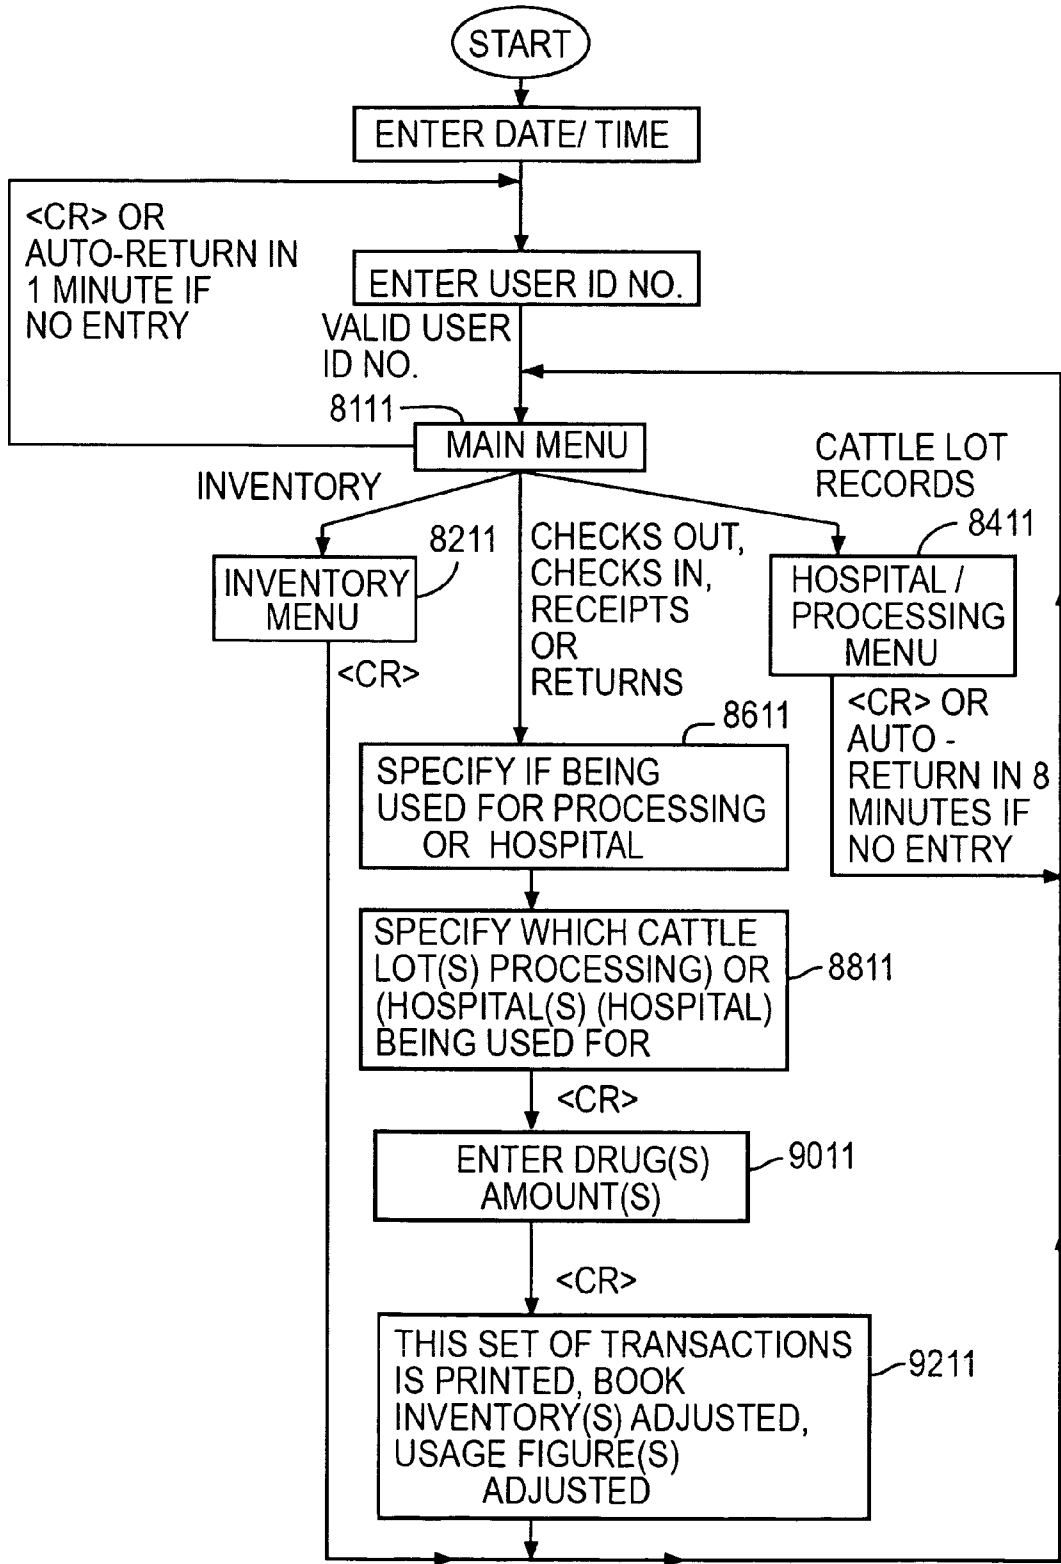 START
ENTER DATE/ TIME
<CR> OR
AUTO-RETURN IN
1 MINUTE IF
NO ENTRY
ENTER USER ID NO.
VALID USER
ID NO.
8111
MAIN MENU
INVENTORY
CATTLE LOT
RECORDS
8211
INVENTORY
MENU
<CR>
CHECKS OUT,
CHECKS IN,
RECEIPTS
OR
RETURNS
8411
HOSPITAL /
PROCESSING
MENU
<CR> OR
AUTO -
RETURN IN 8
MINUTES IF
NO ENTRY
8611
SPECIFY IF BEING
USED FOR PROCESSING
OR HOSPITAL
SPECIFY WHICH CATTLE
LOT(S) PROCESSING) OR
(HOSPITAL(S) (HOSPITAL)
BEING USED FOR
8811
<CR>
ENTER DRUG(S)
AMOUNT(S)
9011
<CR>
THIS SET OF TRANSACTIONS
IS PRINTED, BOOK
INVENTORY(S) ADJUSTED,
USAGE FIGURE(S)
ADJUSTED
9211